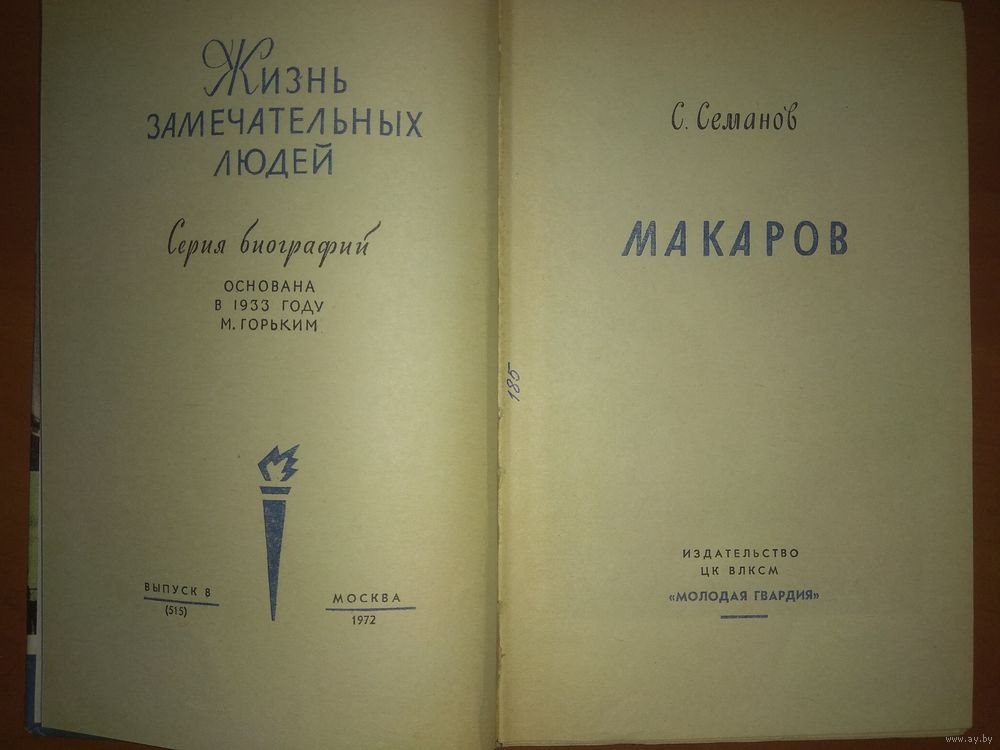 Жизнь
ЗАМЕЧАТЕЛЬНЫХ
ЛЮДЕЙ
Серия биографий
ОСНОВАНА
В 1933 ГОДУ
М. ГОРЬКИМ
ВЫПУСК 8
(515)
МОСКВА
1972
185
С. Семанов
МАКАРОВ
ИЗДАТЕЛЬСТВО
ЦК ВЛКСМ
«МОЛОДАЯ ГВАРДИЯ»
www.ay.by